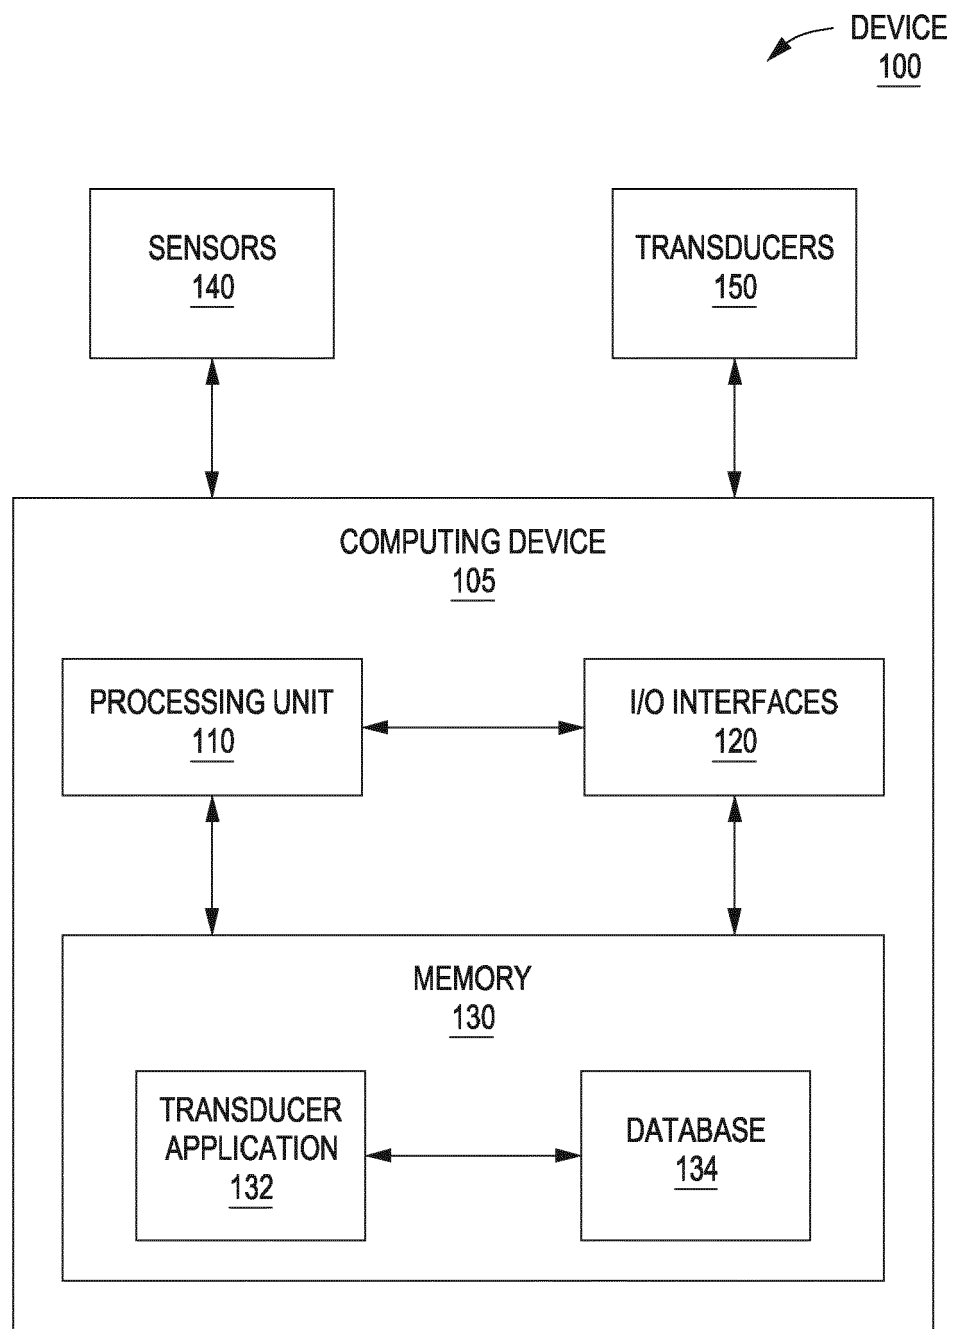 DEVICE
100
SENSORS
140
TRANSDUCERS
150
COMPUTING DEVICE
105
PROCESSING UNIT
110
I/O INTERFACES
120
MEMORY
130
TRANSDUCER
APPLICATION
132
DATABASE
134